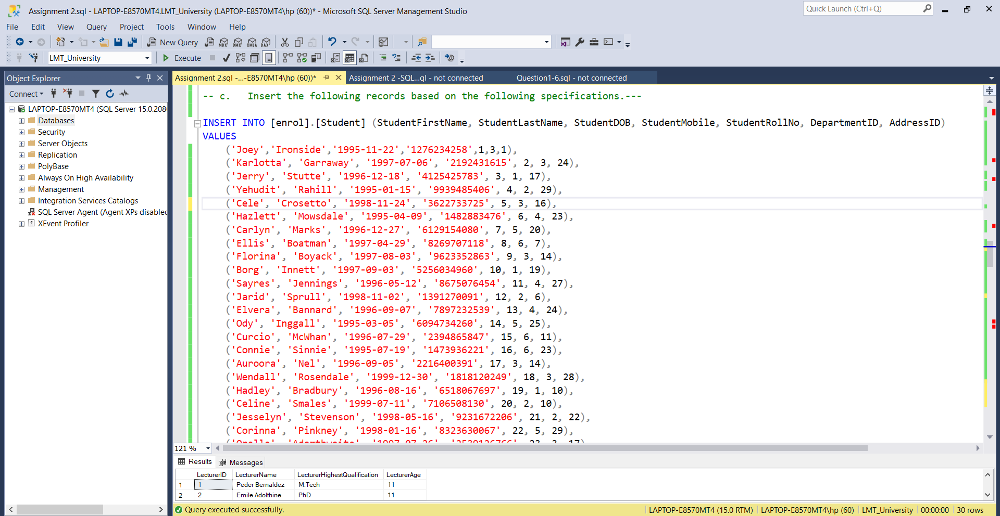 Assignment 2.sql - LAPTOP-E8570MT4.LMT_University (LAPTOP-E8570MT4\hp (60))* - Microsoft SQL Server Management Studio
Quick Launch (Ctrl+Q)
File Edit View Query Project Tools Window Help
New Query MDX DMX XMLA DAX
LMT_University Execute
Object Explorer
Connect
LAPTOP-E8570MT4 (SQL Server 15.0.208
Databases
Security
Server Objects
Replication
PolyBase
Always On High Availability
Management
Integration Services Catalogs
SQL Server Agent (Agent XPs disabled
XEvent Profiler
Assignment 2.sql -...-E8570MT4\hp (60))* Assignment 2 -SQL...ql - not connected Question1-6.sql - not connected
-- c. Insert the following records based on the following specifications.---
INSERT INTO [enrol].[Student] (StudentFirstName, StudentLastName, StudentDOB, StudentMobile, StudentRollNo, DepartmentID, AddressID)
VALUES
('Joey','Ironside','1995-11-22','1276234258',1,3,1),
('Karlotta', 'Garraway', '1997-07-06', '2192431615', 2, 3, 24),
('Jerry', 'Stutte', '1996-12-18', '4125425783', 3, 1, 17),
('Yehudit', 'Rahill', '1995-01-15', '9939485406', 4, 2, 29),
('Cele', 'Crosetto', '1998-11-24', '3622733725', 5, 3, 16),
('Hazlett', 'Mowsdale', '1995-04-09', '1482883476', 6, 4, 23),
('Carlyn', 'Marks', '1996-12-27', '6129154080', 7, 5, 20),
('Ellis', 'Boatman', '1997-04-29', '8269707118', 8, 6, 7),
('Florina', 'Boyack', '1997-08-03', '9623352863', 9, 3, 14),
('Borg', 'Innett', '1997-09-03', '5256034960', 10, 1, 19),
('Sayres', 'Jennings', '1996-05-12', '8675076454', 11, 4, 27),
('Jarid', 'Sprull', '1998-11-02', '1391270091', 12, 2, 6),
('Elvera', 'Bannard', '1996-09-07', '7897232539', 13, 4, 24),
('Ody', 'Inggall', '1995-03-05', '6094734260', 14, 5, 25),
('Curcio', 'McWhan', '1996-07-29', '2394865847', 15, 6, 11),
('Connie', 'Sinnie', '1995-07-19', '1473936221', 16, 6, 23),
('Auroora', 'Nel', '1996-09-05', '2216400391', 17, 3, 14),
('Wendall', 'Rosendale', '1999-12-30', '1818120249', 18, 3, 28),
('Hadley', 'Bradbury', '1996-08-16', '6518067697', 19, 1, 10),
('Celine', 'Smales', '1999-07-11', '7106508130', 20, 2, 10),
('Jesselyn', 'Stevenson', '1998-05-16', '9231672206', 21, 2, 22),
('Corinna', 'Pinkney', '1998-01-16', '8323630067', 22, 5, 29),
121 %
Results Messages
LecturerID LecturerName LecturerHighestQualification LecturerAge
1 1 Peder Bernaldez M.Tech 11
2 2 Emile Adolthine PhD 11
Query executed successfully. LAPTOP-E8570MT4 (15.0 RTM) LAPTOP-E8570MT4\hp (60) LMT_University 00:00:00 30 rows